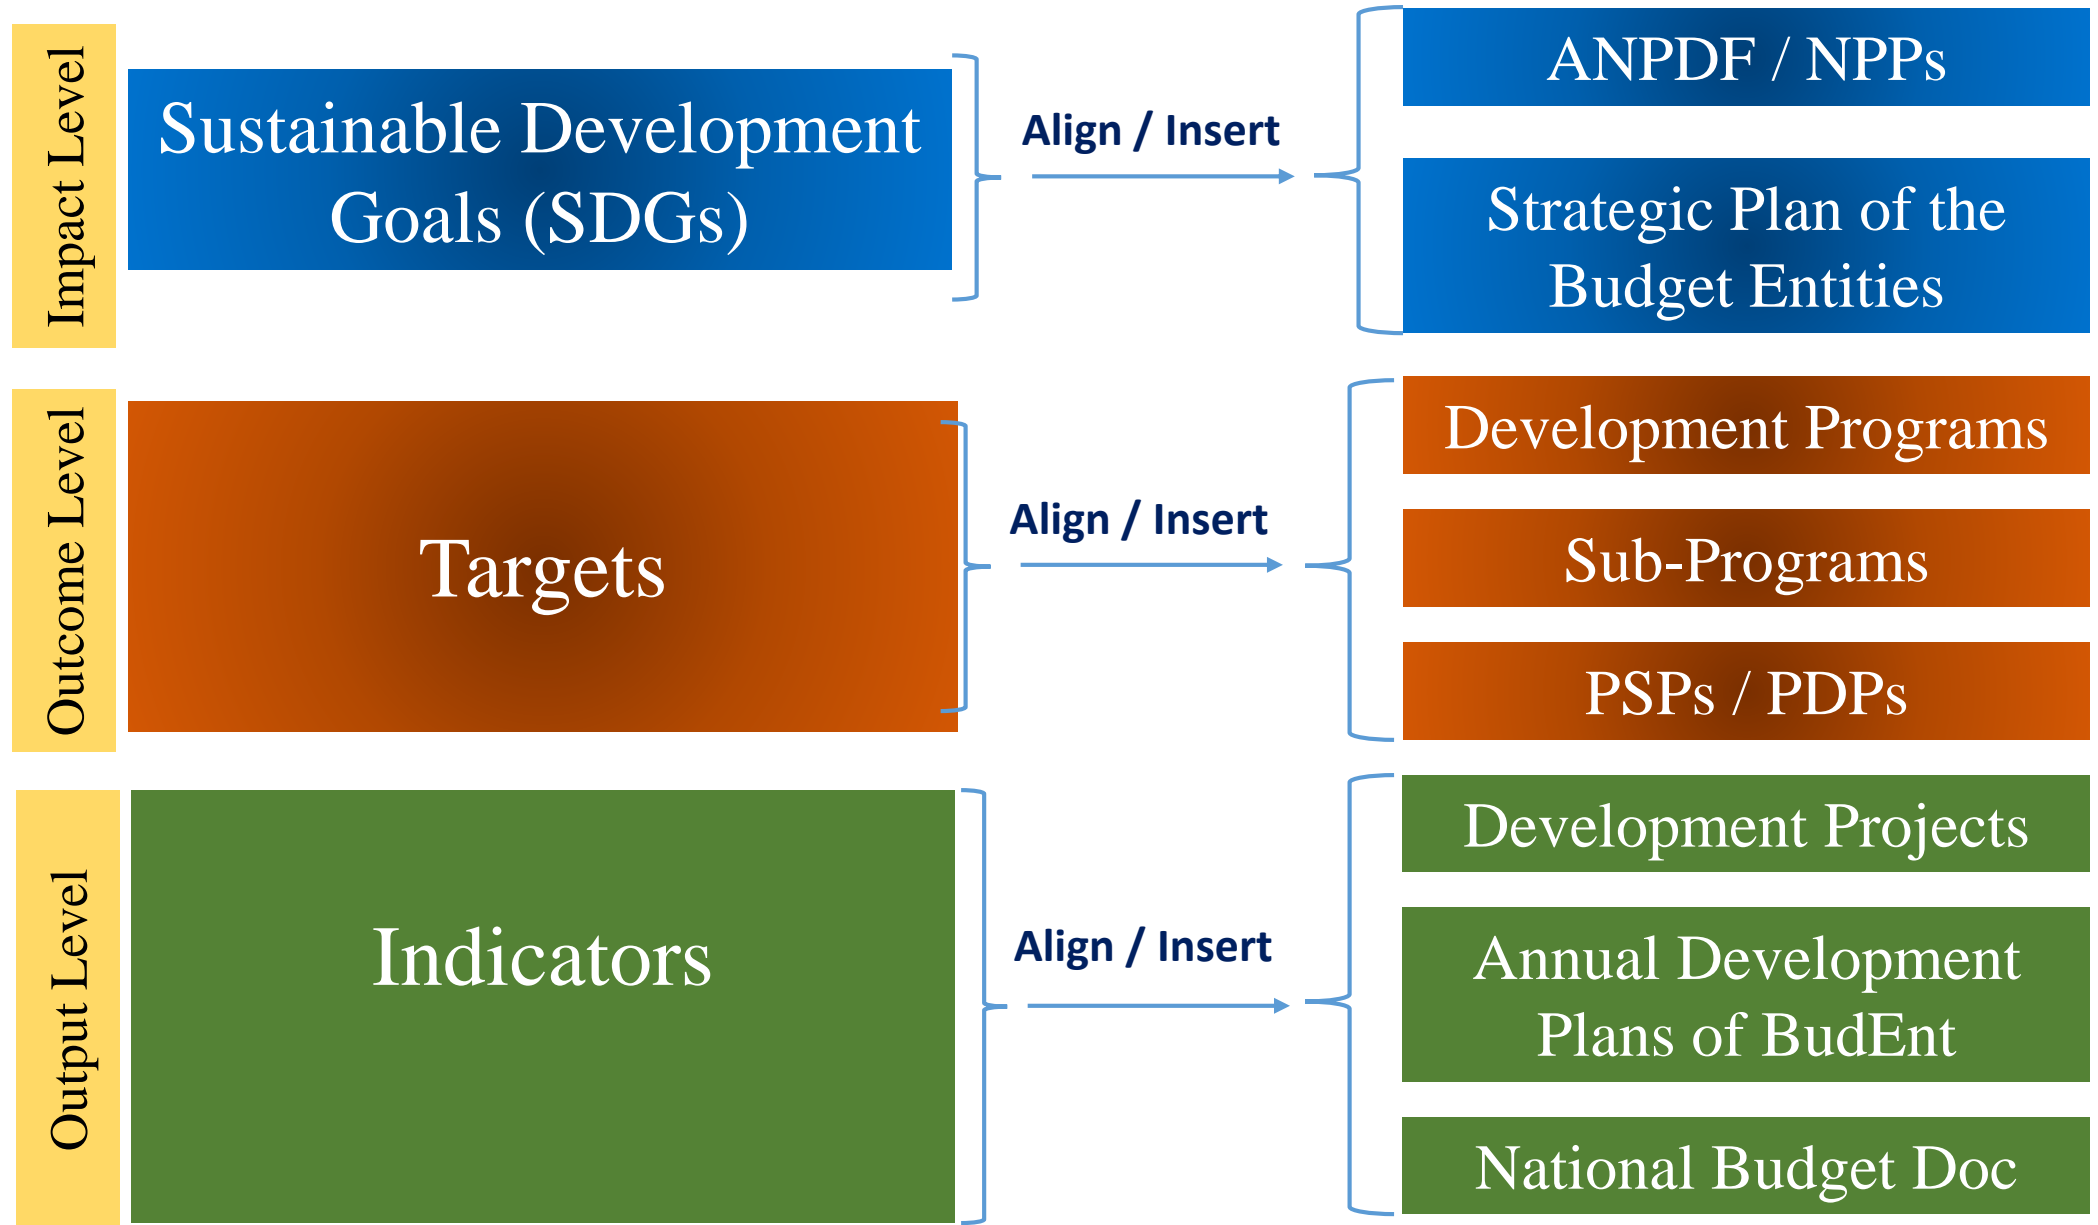 Impact Level
Sustainable Development
Goals (SDGs)
Align / Insert
ANPDF / NPPs
Strategic Plan of the
Budget Entities
Outcome Level
Targets
Align / Insert
Development Programs
Sub-Programs
PSPs / PDPs
Output Level
Indicators
Align / Insert
Development Projects
Annual Development
Plans of BudEnt
National Budget Doc